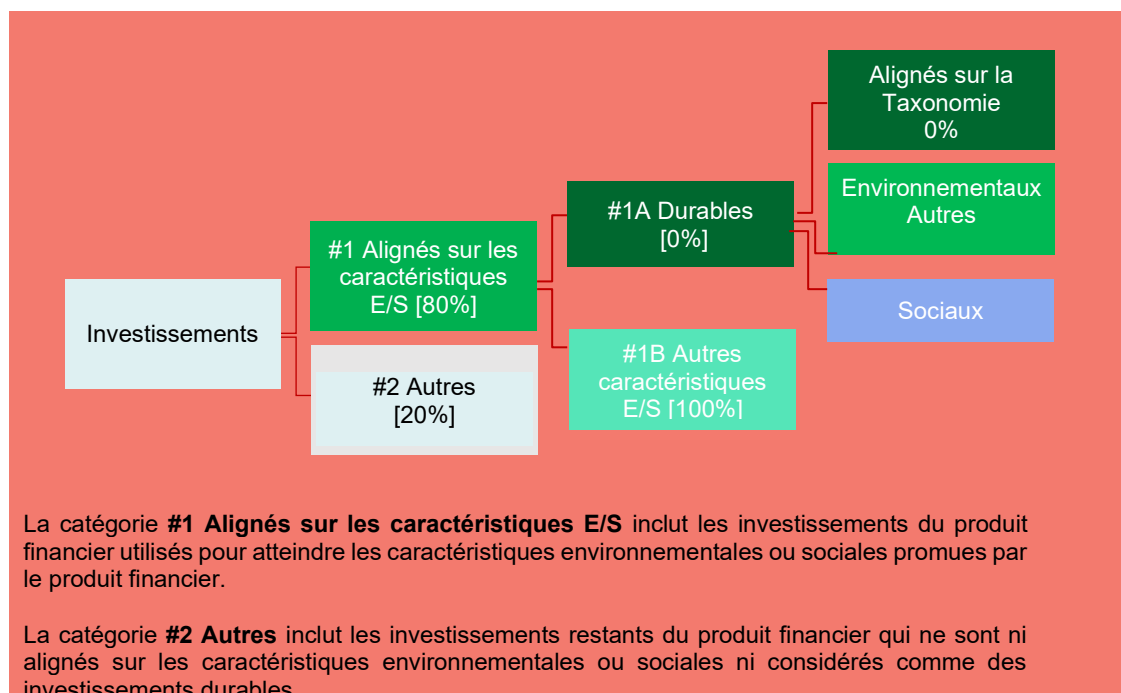 Alignés sur la
Taxonomie
0%
Environnementaux
Autres
#1A Durables
[0%]
#1 Alignés sur les
caractéristiques
E/S [80%]
Sociaux
Investissements
#1B Autres
caractéristiques
E/S [100%]
#2 Autres
[20%]
La catégorie #1 Alignés sur les caractéristiques E/S inclut les investissements du produit
financier utilisés pour atteindre les caractéristiques environnementales ou sociales promues par
le produit financier.
La catégorie #2 Autres inclut les investissements restants du produit financier qui ne sont ni
alignés sur les caractéristiques environnementales ou sociales ni considérés comme des
investissements durables